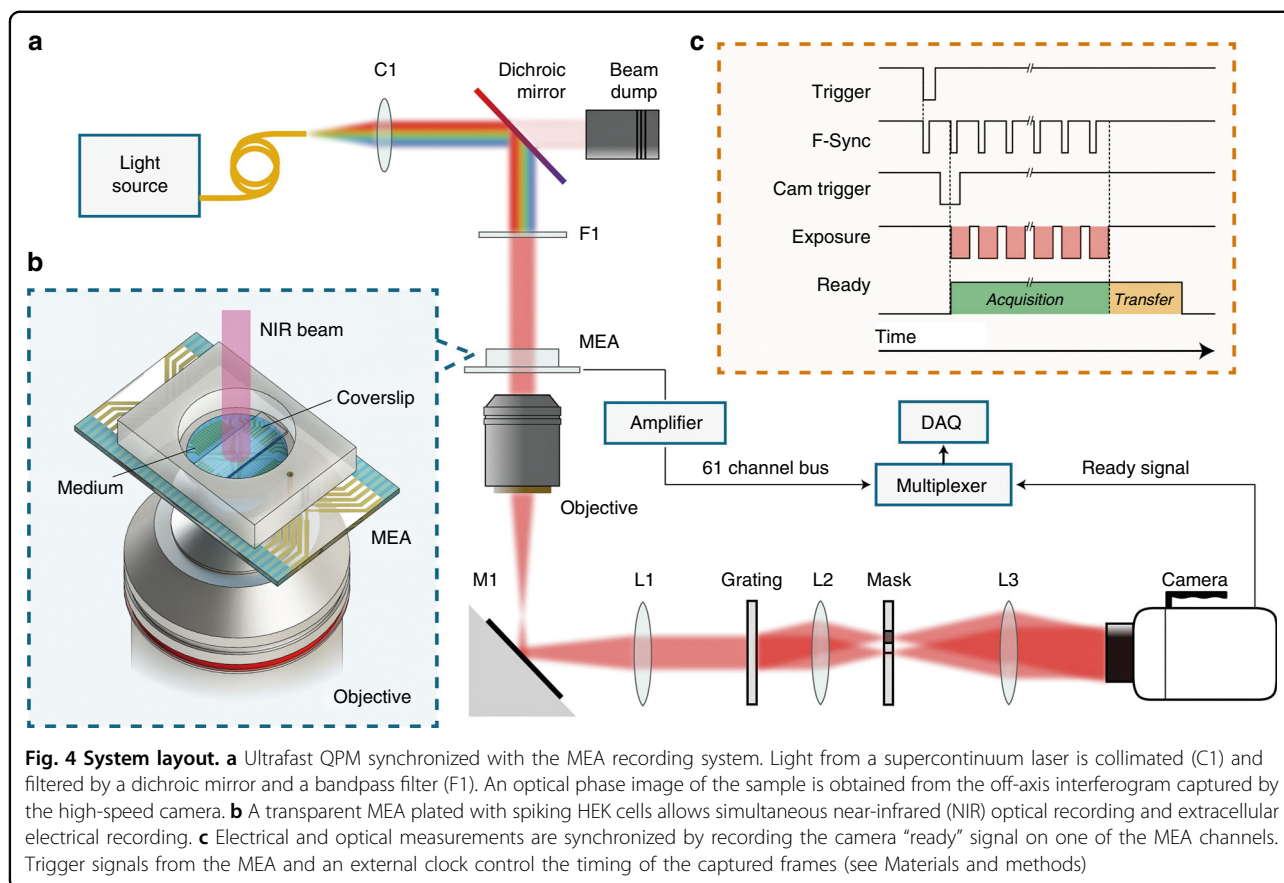 a
C1
Dichroic
mirror
Beam
dump
Light
source
F1
MEA
Amplifier
61 channel bus
DAQ
Multiplexer
Ready signal
Objective
M1
L1
Grating
L2
Mask
L3
Camera
b
NIR beam
Coverslip
Medium
MEA
Objective
c
Trigger
F-Sync
Cam trigger
Exposure
Ready
Acquisition
Transfer
Time
Fig. 4 System layout. a Ultrafast QPM synchronized with the MEA recording system. Light from a supercontinuum laser is collimated (C1) and
filtered by a dichroic mirror and a bandpass filter (F1). An optical phase image of the sample is obtained from the off-axis interferogram captured by
the high-speed camera. b A transparent MEA plated with spiking HEK cells allows simultaneous near-infrared (NIR) optical recording and extracellular
electrical recording. c Electrical and optical measurements are synchronized by recording the camera “ready” signal on one of the MEA channels.
Trigger signals from the MEA and an external clock control the timing of the captured frames (see Materials and methods)